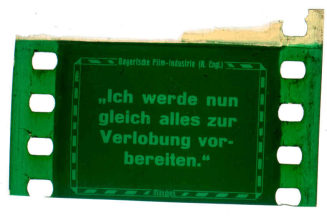 Bayerische Film-Industrie (A. Engl.)
„Ich werde nun
gleich alles zur
Verlobung vor-
bereiten."